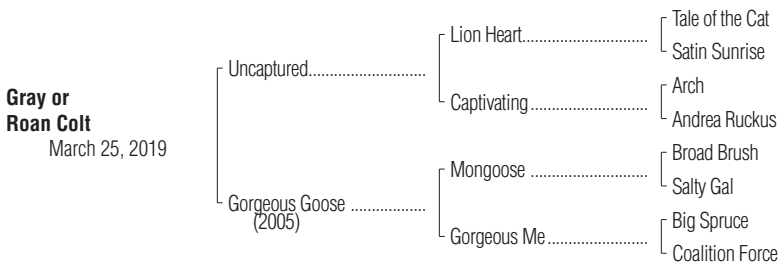 Gray or
Roan Colt
March 25, 2019
Uncaptured............................
Gorgeous Goose ..................
(2005)
Lion Heart..............................
Captivating ............................
Mongoose ............................
Gorgeous Me........................
Tale of the Cat
Satin Sunrise
Arch
Andrea Ruckus
Broad Brush
Salty Gal
Big Spruce
Coalition Force